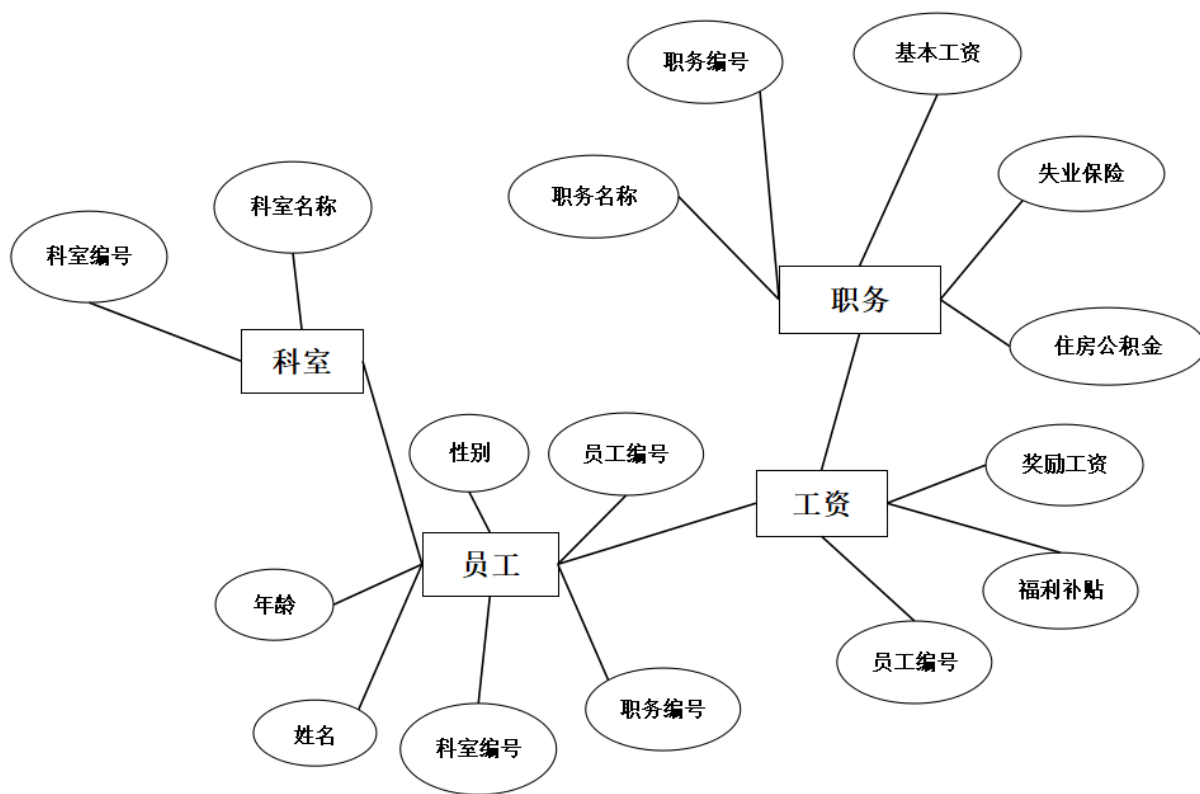 职务编号
基本工资
职务名称
失业保险
科室名称
科室编号
职务
住房公积金
科室
性别
员工编号
奖励工资
工资
员工
年龄
福利补贴
员工编号
姓名
科室编号
职务编号